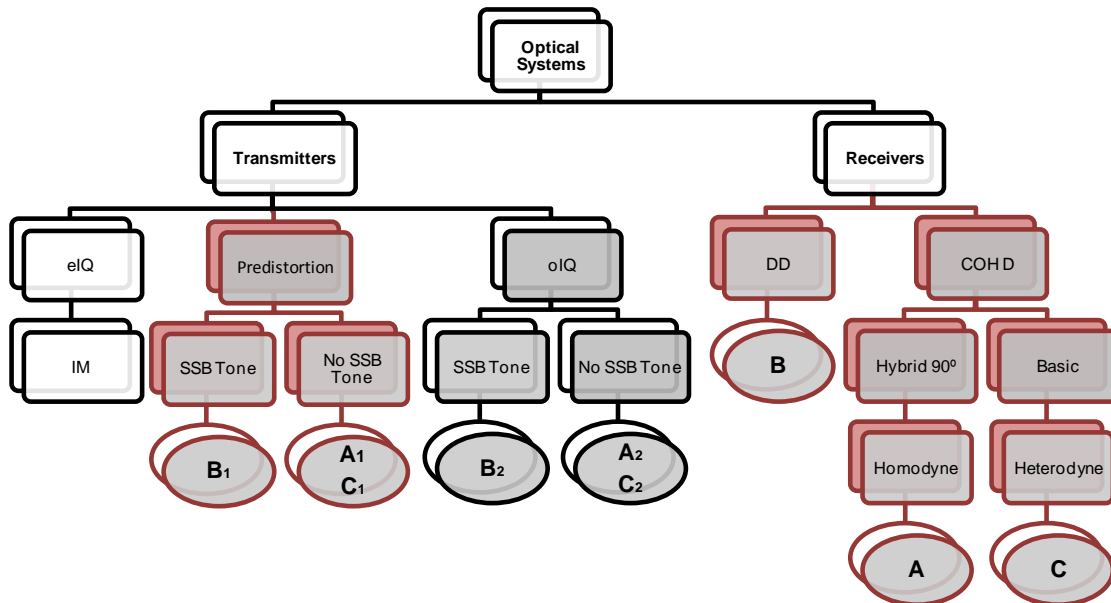 Optical
Systems
Transmitters
Receivers
eIQ
Predistortion
oIQ
DD
COH D
IM
SSB Tone
No SSB
Tone
SSB Tone
No SSB Tone
B
Hybrid 90º
Basic
B1
A1
C1
B2
A2
C2
Homodyne
Heterodyne
A
C